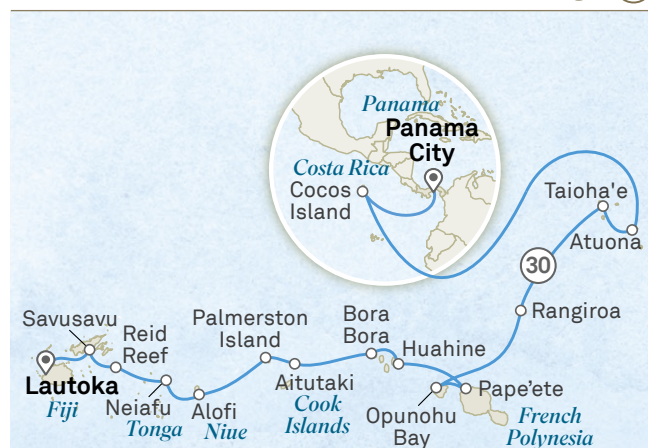 Panama
Panama
City
Costa Rica
Cocos
Island
Taioha'e
Atuona
30
Rangiroa
Savusavu
Reid
Reef
Palmerston
Island
Bora
Bora
Huahine
Lautoka
Fiji
Neiafu
Tonga
Alofi
Niue
Aitutaki
Cook
Islands
Opunohu
Bay
Pape’ete
French
Polynesia